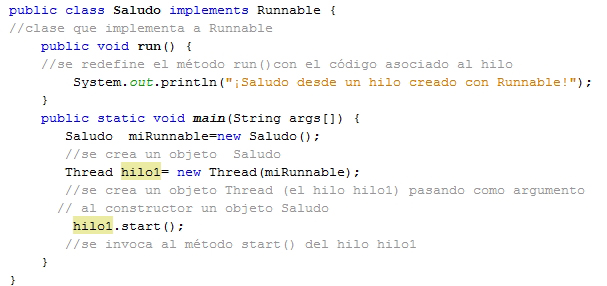 public class Saludo implements Runnable {
//clase que implementa a Runnable
public void run() {
//se redefine el método run()con el código asociado al hilo
System.out.println("¡Saludo desde un hilo creado con Runnable!");
}
public static void main(String args[]) {
Saludo  miRunnable=new Saludo();
//se crea un objeto  Saludo
Thread hilo1= new Thread(miRunnable);
//se crea un objeto Thread (el hilo hilo1) pasando como argumento
// al constructor un objeto Saludo
hilo1.start();
//se invoca al método start() del hilo hilo1
}
}